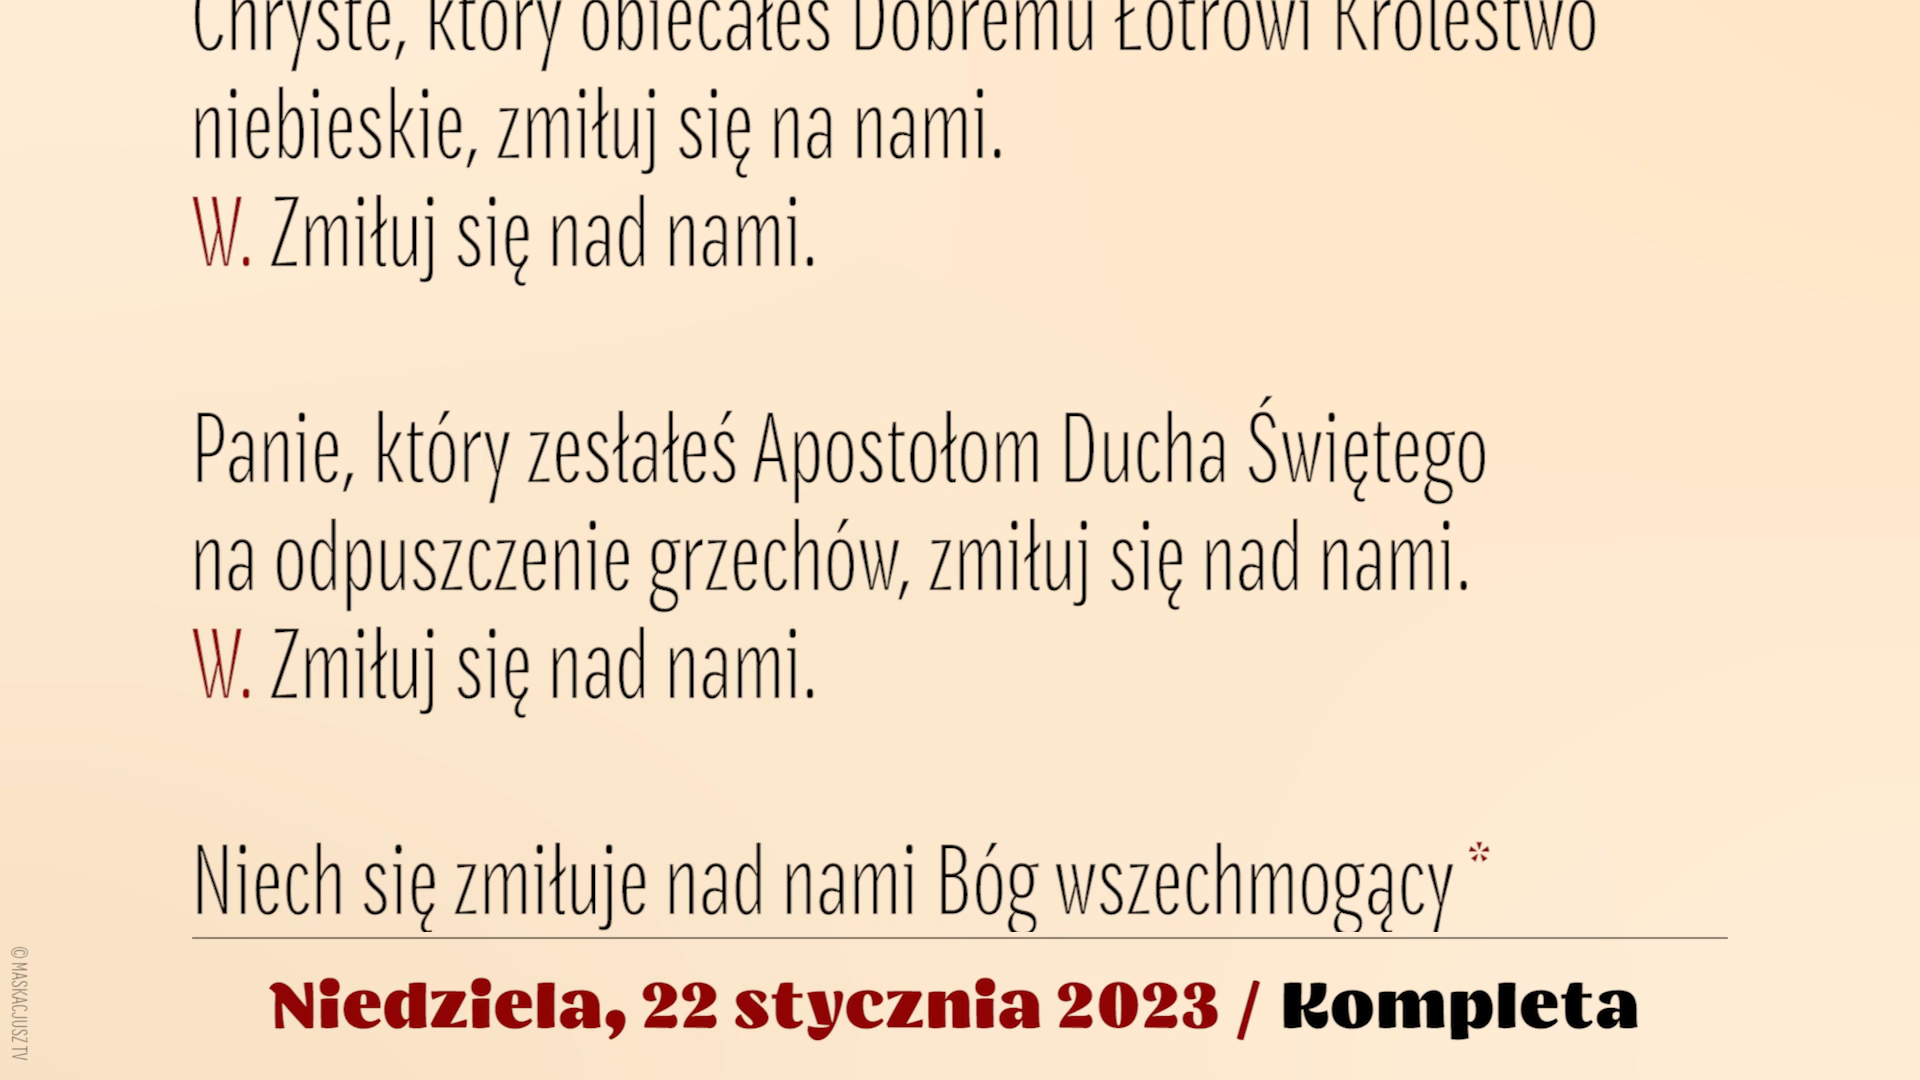 Chryste, który obiecałeś Dobremu Łotrowi Królestwo
niebieskie, zmiłuj się na nami.
W. Zmiłuj się nad nami.
Panie, który zesłałeś Apostołom Ducha Świętego
na odpuszczenie grzechów, zmiłuj się nad nami.
W. Zmiłuj się nad nami.
Niech się zmiłuje nad nami Bóg wszechmogący *
Niedziela, 22 stycznia 2023 / Kompleta
© MASKACJUSZ TV